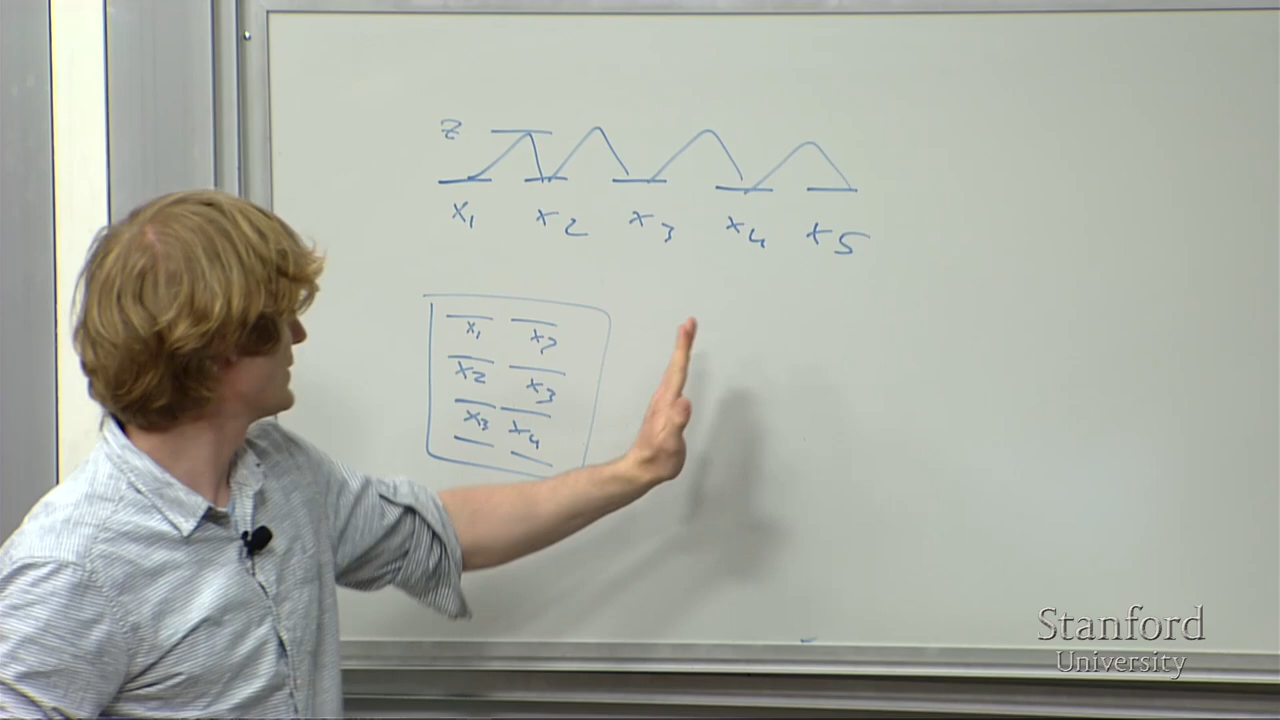 z
x1 x2 x3 x4 x5
x1 x2
x2 x3
x3 x4
Stanford
University